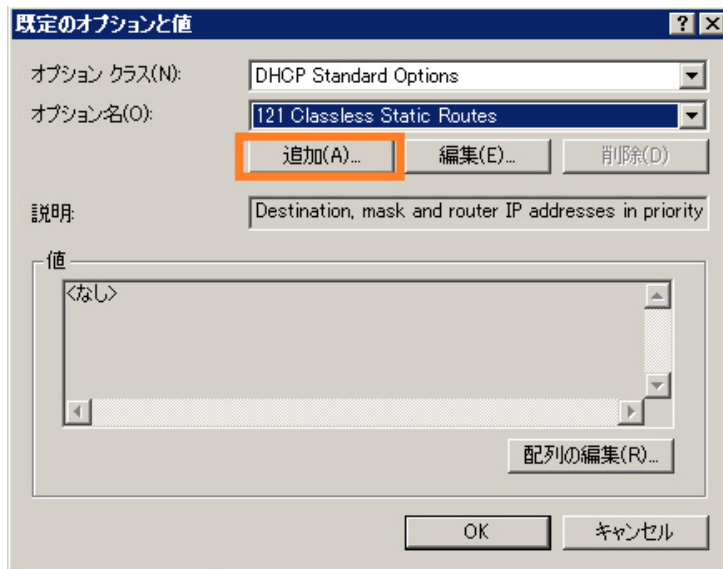 既定のオプションと値
オプション クラス(N):
DHCP Standard Options
オプション名(O):
121 Classless Static Routes
追加(A)...
編集(E)...
削除(D)
説明:
Destination, mask and router IP addresses in priority
値
<なし>
配列の編集(R)...
OK
キャンセル